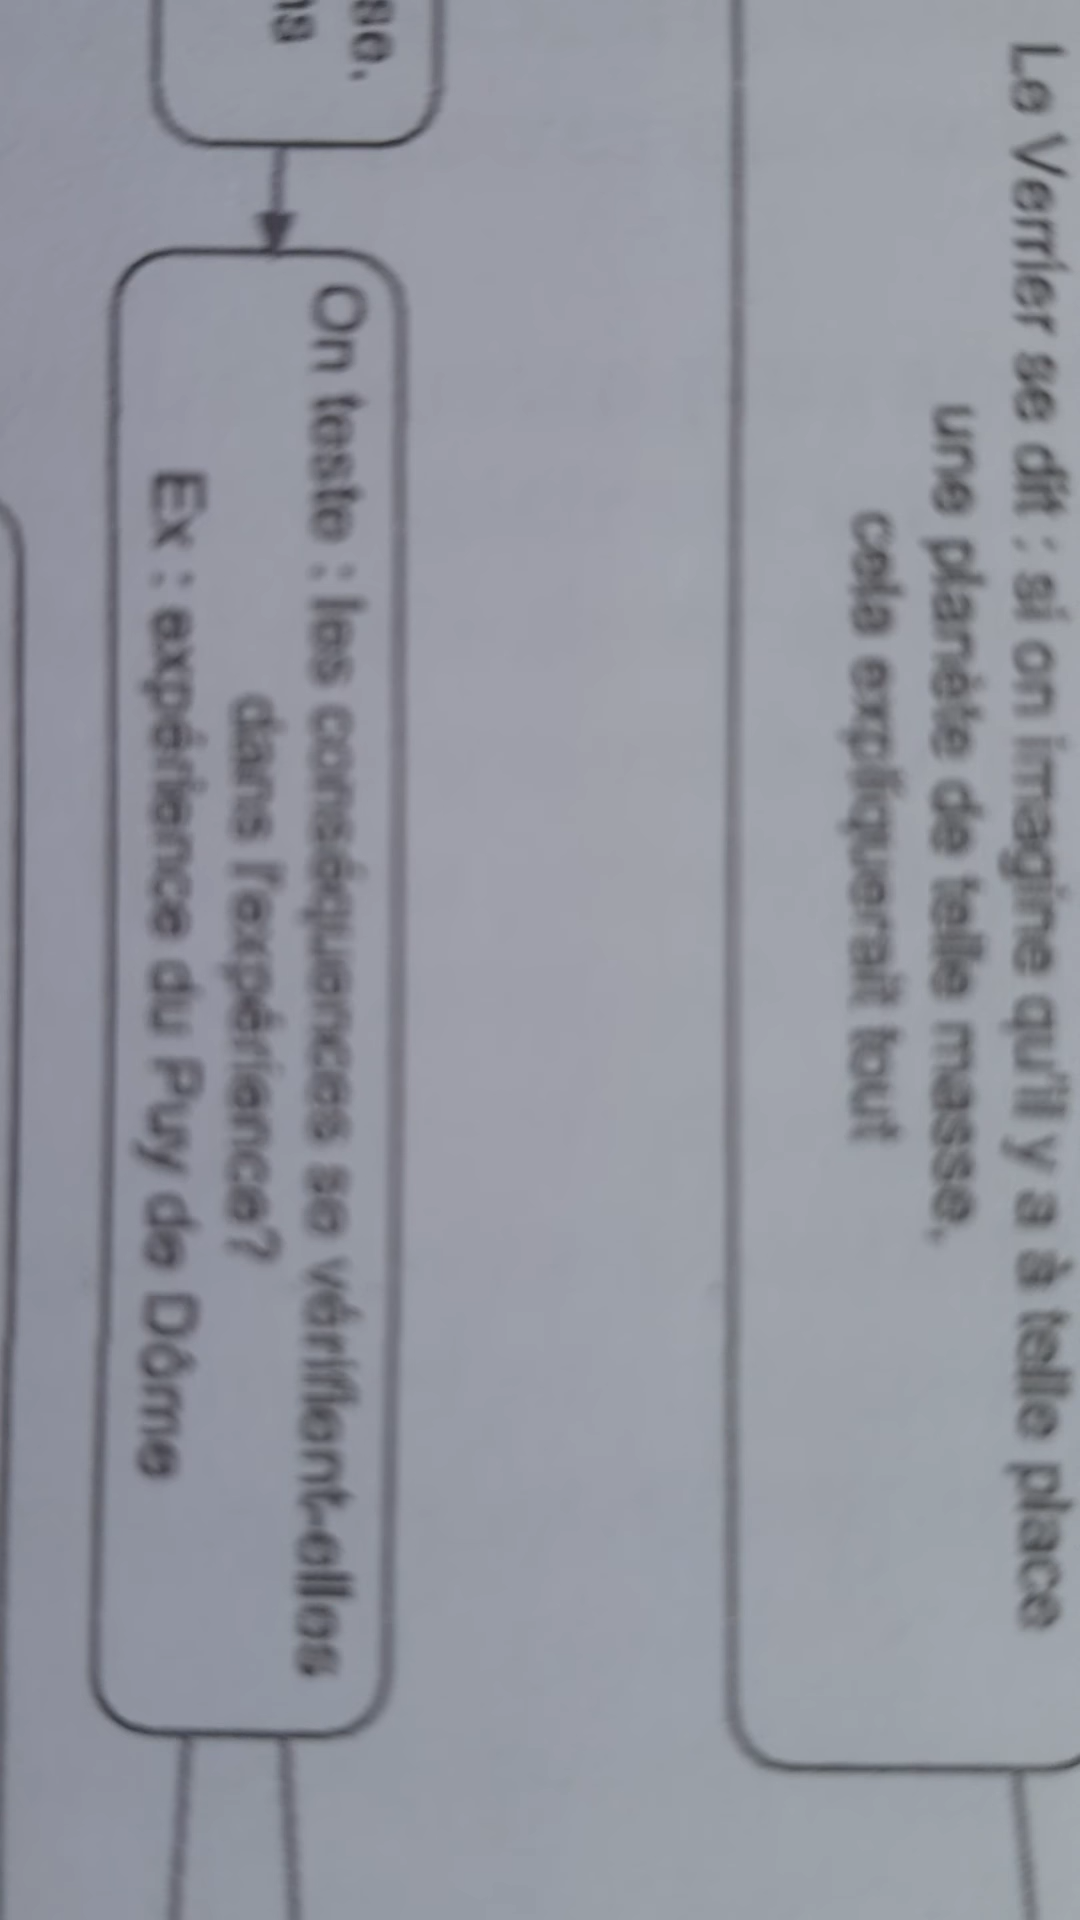 Le Verrier se dit : si on imagine qu'il y a à telle place
une planète de telle masse,
cela expliquerait tout
On teste : les conséquences se vérifient-elles
dans l'expérience?
Ex : expérience du Puy de Dôme